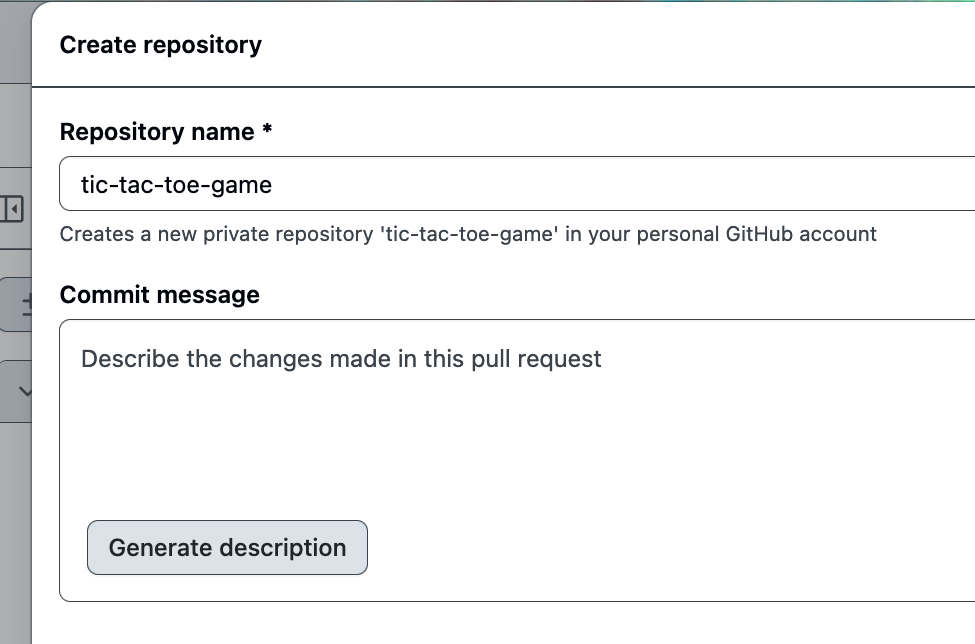 Create repository
Repository name *
tic-tac-toe-game
Creates a new private repository 'tic-tac-toe-game' in your personal GitHub account
Commit message
Describe the changes made in this pull request
Generate description